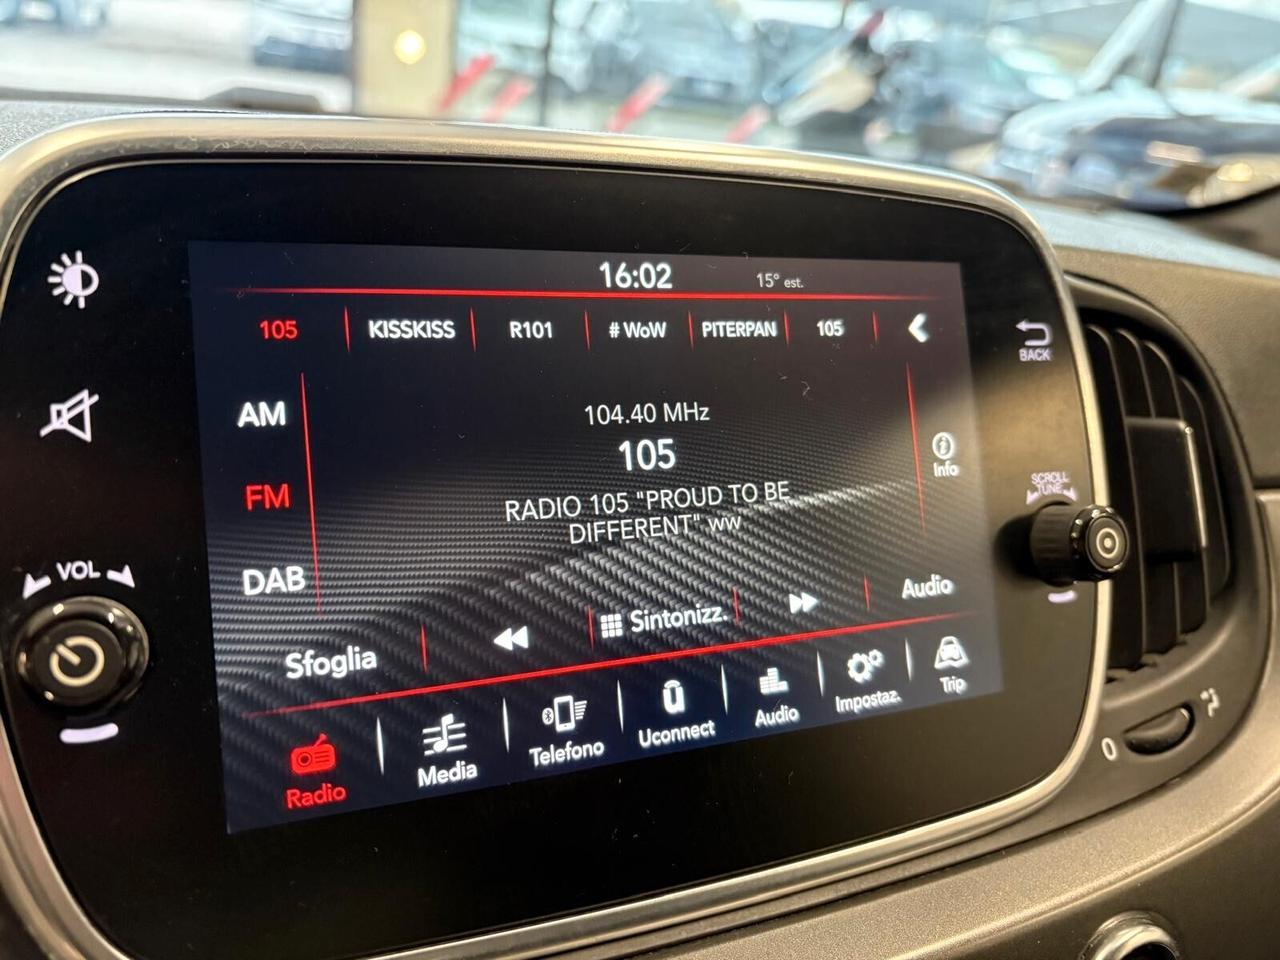 16:02
15° est.
105
KISSKISS
R101
# WoW
PITERPAN
105
BACK
AM
FM
DAB
104.40 MHz
105
RADIO 105 "PROUD TO BE
DIFFERENT" ww
Info
SCROLL
TUNE
VOL
Sfoglia
Sintonizz.
Audio
Radio
Media
Telefono
Uconnect
Audio
Impostaz.
Trip
0